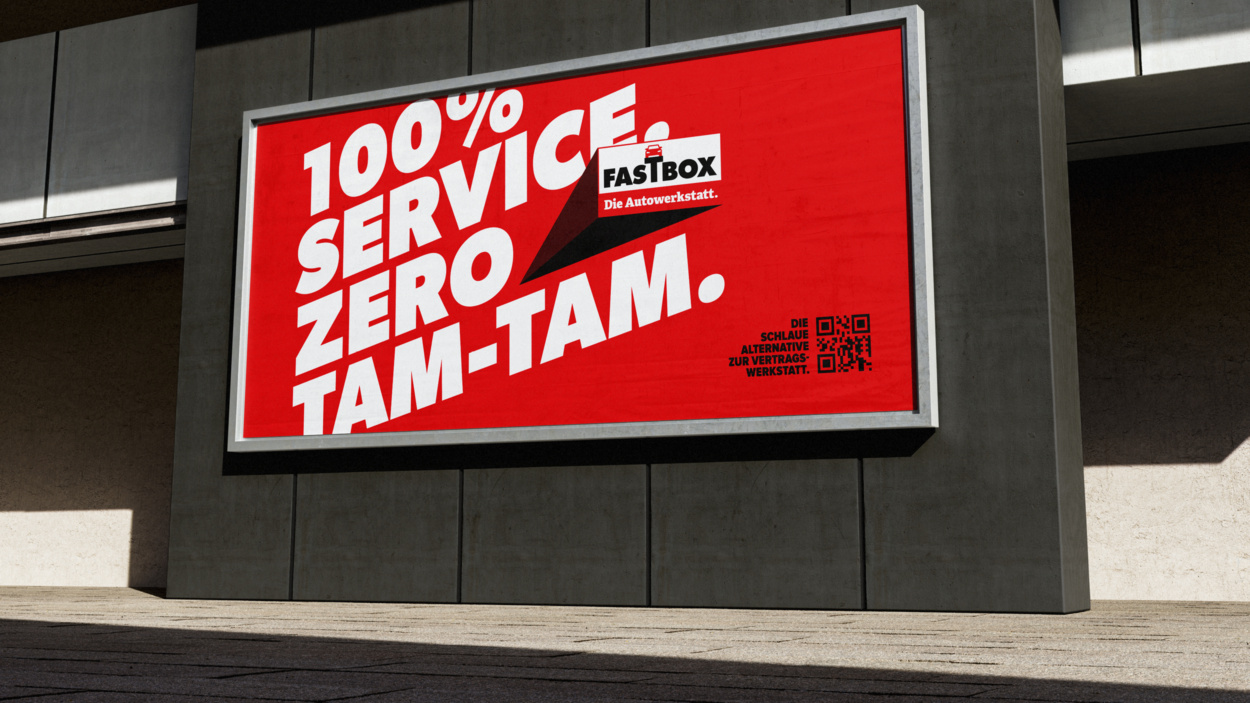 100%
SERVICE.
ZERO
TAM-TAM.
FASTBOX
Die Autowerkstatt.
DIE
SCHLAUE
ALTERNATIVE
ZUR VERTRAGS-
WERKSTATT.